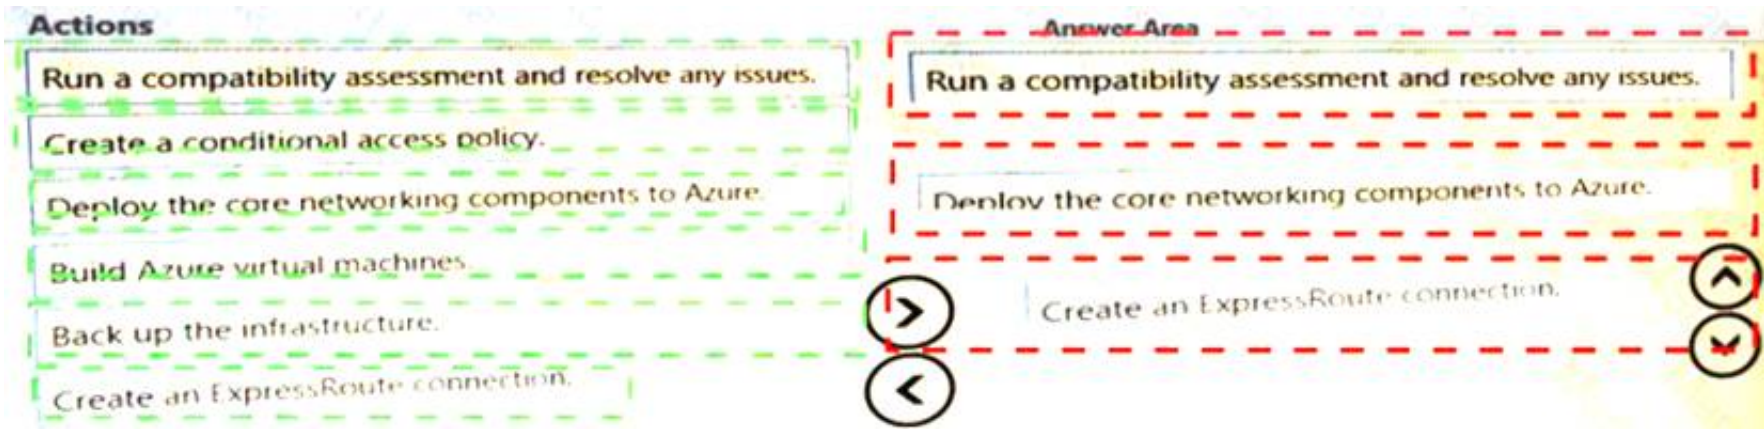 Actions
Run a compatibility assessment and resolve any issues.
Create a conditional access policy.
Deploy the core networking components to Azure.
Build Azure virtual machines.
Back up the infrastructure.
Create an ExpressRoute connection.
Answer Area
Run a compatibility assessment and resolve any issues.
Deploy the core networking components to Azure.
Create an ExpressRoute connection.